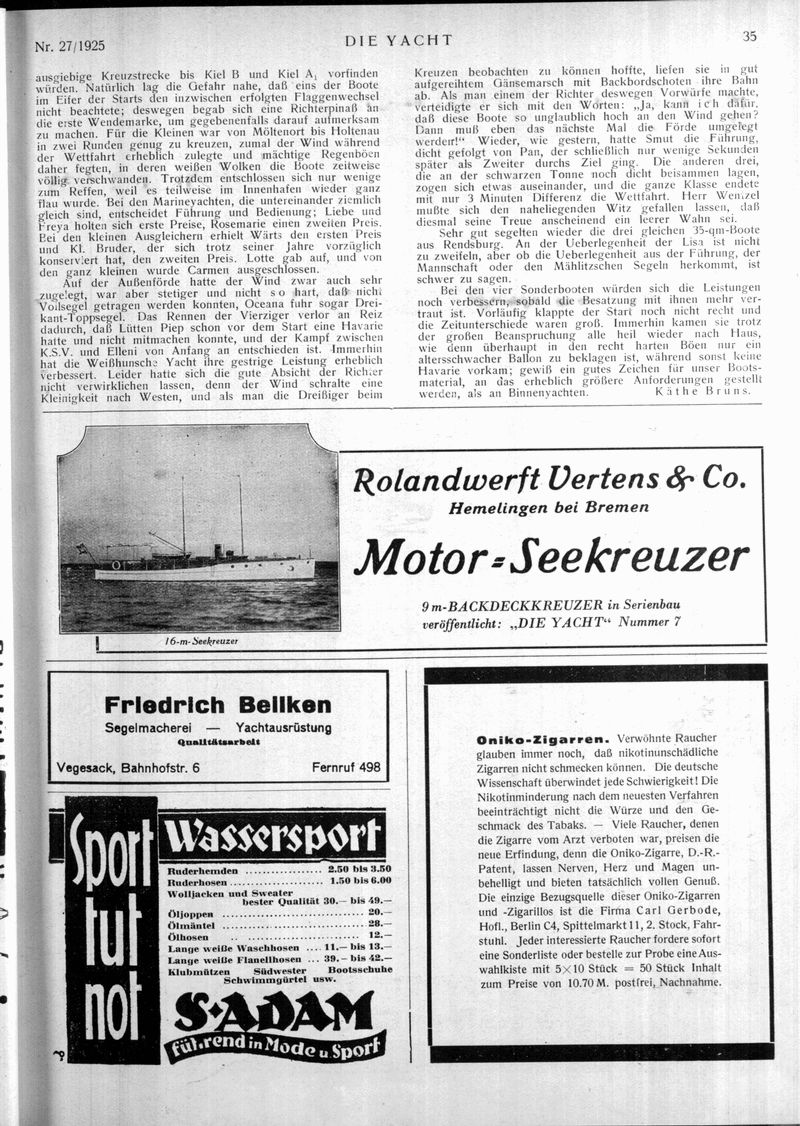 Nr. 27/1925
DIE YACHT
35
ausgiebige Kreuzstrecke bis Kiel B und Kiel A, vorfinden
würden. Natürlich lag die Gefahr nahe, daß eins der Boote
im Eifer der Starts den inzwischen erfolgten Flaggenwechsel
nicht beachtete; deswegen begab sich eine Richterpinaß an
die erste Wendemarke, um gegebenenfalls darauf aufmerksam
zu machen. Für die Kleinen war von Möltenort bis Holtenau
in zwei Runden genug zu kreuzen, zumal der Wind während
der Wettfahrt erheblich zulegte und mächtige Regenböen
daher fegten, in deren weißen Wolken die Boote zeitweise
völlig verschwanden. Trotzdem entschlossen sich nur wenige
zum Reffen, weil es teilweise im Innenhafen wieder ganz
flau wurde. Bei den Marineyachten, die untereinander ziemlich
gleich sind, entscheidet Führung und Bedienung; Liebe und
Freya holten sich erste Preise, Rosemarie einen zweiten Preis.
Bei den kleinen Ausgleichern erhielt Wärts den ersten Preis
und Kl. Bruder, der sich trotz seiner Jahre vorzüglich
konserviert hat, den zweiten Preis. Lotte gab auf, und von
den ganz kleinen wurde Carmen ausgeschlossen.
Auf der Außenförde hatte der Wind zwar auch sehr
zugelegt, war aber stetiger und nicht so hart, daß nicht
Vollsegel getragen werden konnten, Oceana fuhr sogar Drei-
kant-Toppsegel. Das Rennen der Vierziger verlor an Reiz
dadurch, daß Lütten Piep schon vor dem Start eine Havarie
hatte und nicht mitmachen konnte, und der Kampf zwischen
K.S.V. und Elleni von Anfang an entschieden ist. Immerhin
hat die Weißhunsche Yacht ihre gestrige Leistung erheblich
verbessert. Leider hatte sich die gute Absicht der Richter
nicht verwirklichen lassen, denn der Wind schralte eine
Kleinigkeit nach Westen, und als man die Dreißiger beim
Kreuzen beobachten zu können hoffte, liefen sie in gut
aufgereihtem Gänsemarsch mit Backbordschoten ihre Bahn
ab. Als man einem der Richter deswegen Vorwürfe machte,
verteidigte er sich mit den Worten: „Ja, kann ich dafür,
daß diese Boote so unglaublich hoch an den Wind gehen?
Dann muß eben das nächste Mal die Förde umgelegt
werden!“ Wieder, wie gestern, hatte Smut die Führung,
dicht gefolgt von Pan, der schließlich nur wenige Sekunden
später als Zweiter durchs Ziel ging. Die anderen drei,
die an der schwarzen Tonne noch dicht beisammen lagen,
zogen sich etwas auseinander, und die ganze Klasse endete
mit nur 3 Minuten Differenz die Wettfahrt. Herr Wenzel
mußte sich den naheliegenden Witz gefallen lassen, daß
diesmal seine Treue anscheinend ein leerer Wahn sei.
Sehr gut segelten wieder die drei gleichen 35-qm-Boote
aus Rendsburg. An der Ueberlegenheit der Lisa ist nicht
zu zweifeln, aber ob die Ueberlegenheit aus der Führung, der
Mannschaft oder den Mählitzschen Segeln herkommt, ist
schwer zu sagen.
Bei den vier Sonderbooten würden sich die Leistungen
noch verbessern, sobald die Besatzung mit ihnen mehr ver-
traut ist. Vorläufig klappte der Start noch nicht recht und
die Zeitunterschiede waren groß. Immerhin kamen sie trotz
der großen Beanspruchung alle heil wieder nach Haus,
wie denn überhaupt in den recht harten Böen nur ein
altersschwacher Ballon zu beklagen ist, während sonst keine
Havarie vorkam; gewiß ein gutes Zeichen für unser Boots-
material, an das erheblich größere Anforderungen gestellt
werden, als an Binnenyachten. Käthe Bruns.
Rolandwerft Vertens & Co.
Hemelingen bei Bremen
Motor-Seekreuzer
9 m-BACKDECKKREUZER in Serienbau
veröffentlicht: „DIE YACHT“ Nummer 7
16-m-Seekreuzer
Friedrich Bellken
Segelmacherei — Yachtausrüstung
Qualitätsarbeit
Vegesack, Bahnhofstr. 6 Fernruf 498
Sport
tut
not
Wassersport
Ruderhemden .................. 2.50 bis 3.50
Ruderhosen ...................... 1.50 bis 6.00
Wolljacken und Sweater
bester Qualität 30.— bis 49.—
Öljoppen ................................. 20.—
Ölmäntel ................................. 28.—
Ölhosen .................................. 12.—
Lange weiße Waschhosen .... 11.— bis 13.—
Lange weiße Flanellhosen ... 39.- bis 42.—
Klubmützen Südwester Bootsschuhe
Schwimmgürtel usw.
S·ADAM
führend in Mode u Sport
Oniko-Zigarren. Verwöhnte Raucher
glauben immer noch, daß nikotinunschädliche
Zigarren nicht schmecken können. Die deutsche
Wissenschaft überwindet jede Schwierigkeit! Die
Nikotinminderung nach dem neuesten Verfahren
beeinträchtigt nicht die Würze und den Ge-
schmack des Tabaks. — Viele Raucher, denen
die Zigarre vom Arzt verboten war, preisen die
neue Erfindung, denn die Oniko-Zigarre, D.-R.-
Patent, lassen Nerven, Herz und Magen un-
behelligt und bieten tatsächlich vollen Genuß.
Die einzige Bezugsquelle dieser Oniko-Zigarren
und -Zigarillos ist die Firma Carl Gerbode,
Hofl., Berlin C4, Spittelmarkt 11, 2. Stock, Fahr-
stuhl. Jeder interessierte Raucher fordere sofort
eine Sonderliste oder bestelle zur Probe eine Aus-
wahlkiste mit 5×10 Stück = 50 Stück Inhalt
zum Preise von 10.70 M. postfrei, Nachnahme.